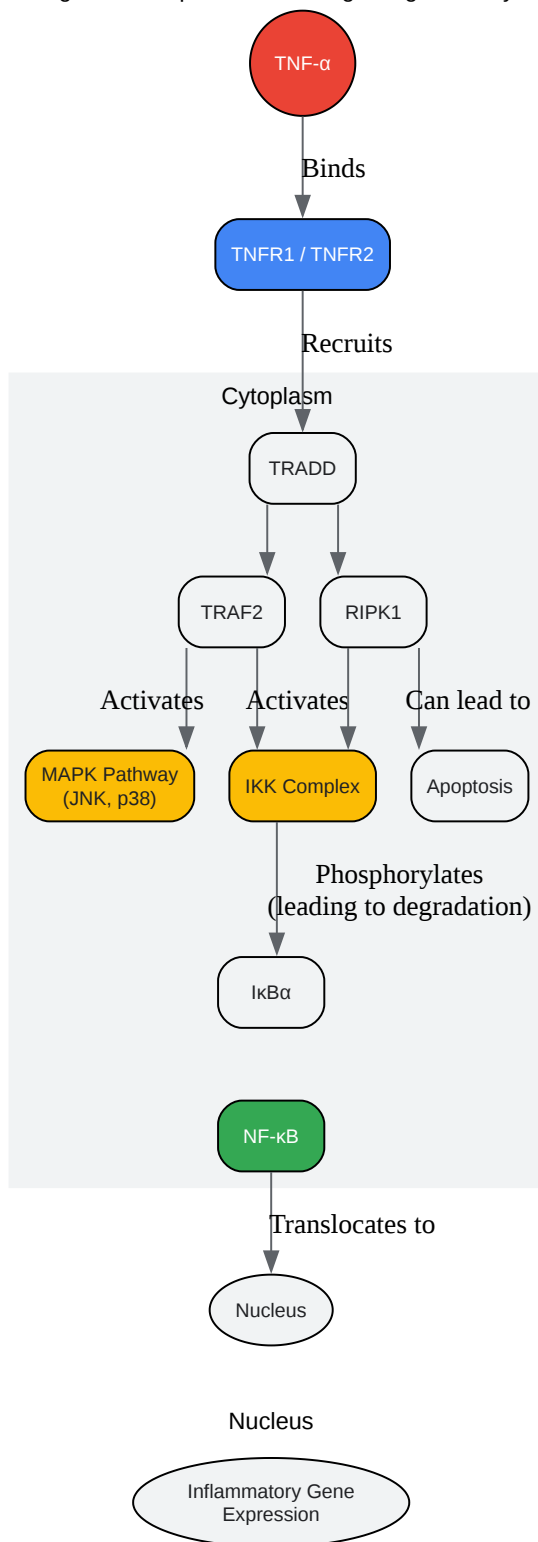 TNF-α
Binds
TNFR1 / TNFR2
Recruits
Cytoplasm
TRADD
TRAF2
RIPK1
Activates
Activates
Can lead to
MAPK Pathway
(JNK, p38)
IKK Complex
Apoptosis
Phosphorylates
(leading to degradation)
IκBα
NF-κB
Translocates to
Nucleus
Nucleus
Inflammatory Gene
Expression